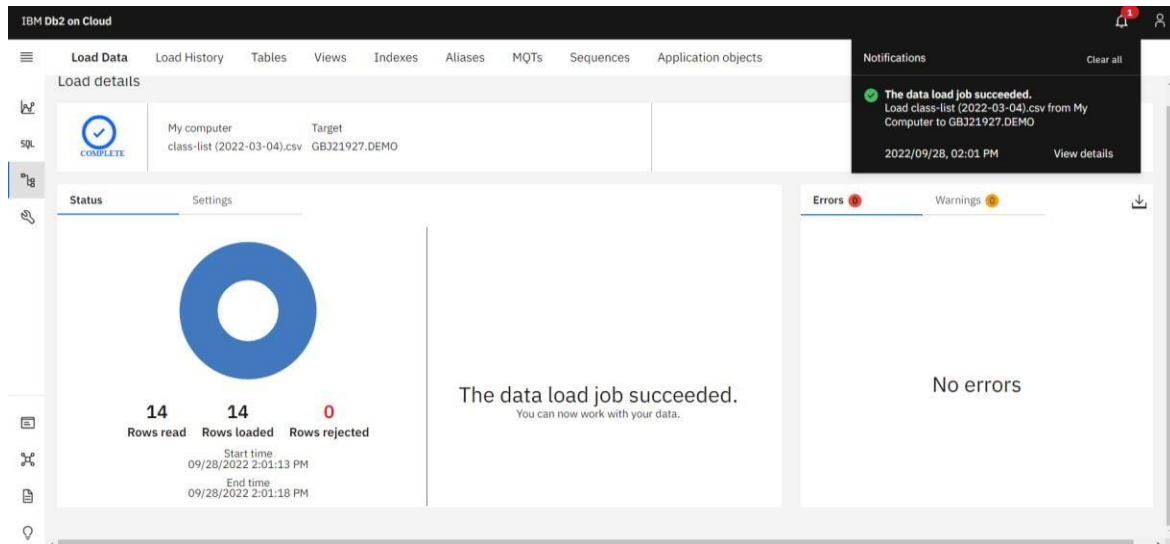 IBM Db2 on Cloud
1
Load Data Load History Tables Views Indexes Aliases MQTs Sequences Application objects
Notifications Clear all
The data load job succeeded.
Load class-list (2022-03-04).csv from My
Computer to GBJ21927.DEMO
2022/09/28, 02:01 PM View details
Load details
SQL
COMPLETE
My computer Target
class-list (2022-03-04).csv GBJ21927.DEMO
Status Settings
Errors 0 Warnings 0
14 14 0
Rows read Rows loaded Rows rejected
Start time
09/28/2022 2:01:13 PM
End time
09/28/2022 2:01:18 PM
The data load job succeeded.
You can now work with your data.
No errors